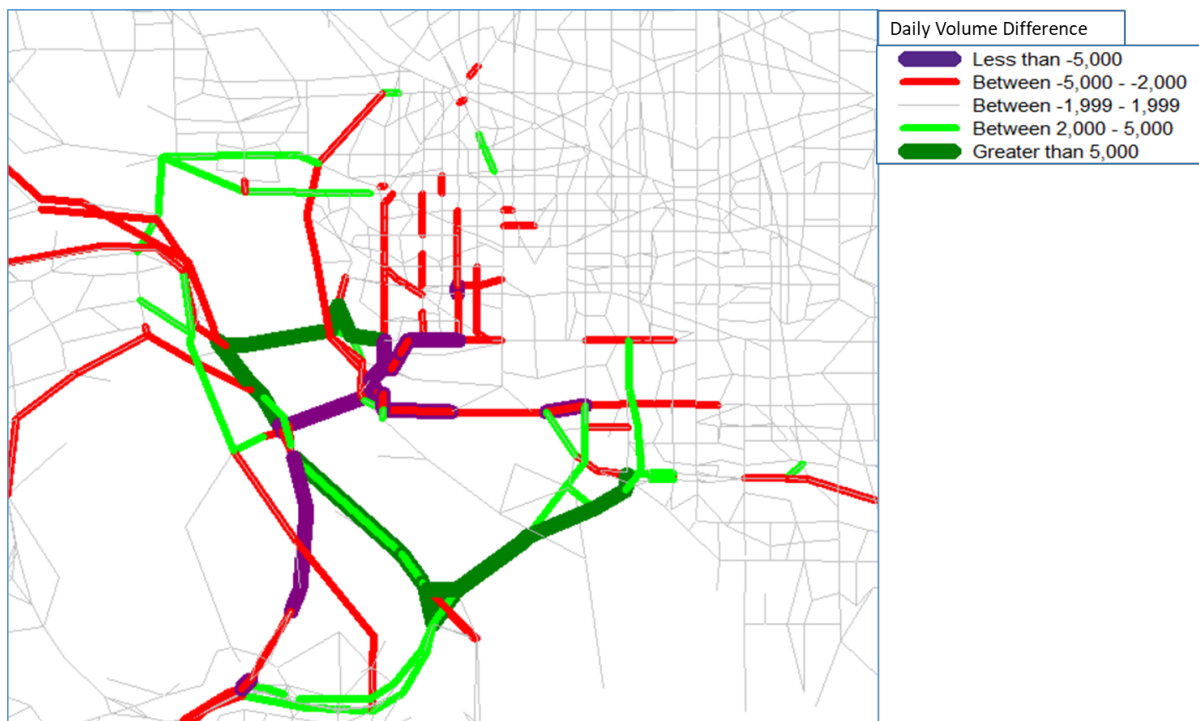 Daily Volume Difference
Less than -5,000
Between -5,000 - -2,000
Between -1,999 - 1,999
Between 2,000 - 5,000
Greater than 5,000